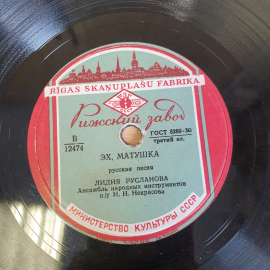 RĪGAS SKAŅUPLAŠU FABRIKA
Рижский завод
Б
12474
ГОСТ 5289-50
третий кл.
ЭХ, МАТУШКА
русская песня
ЛИДИЯ РУСЛАНОВА
Ансамбль народных инструментов
п/у Н. Н. Некрасова
МИНИСТЕРСТВО КУЛЬТУРЫ СССР